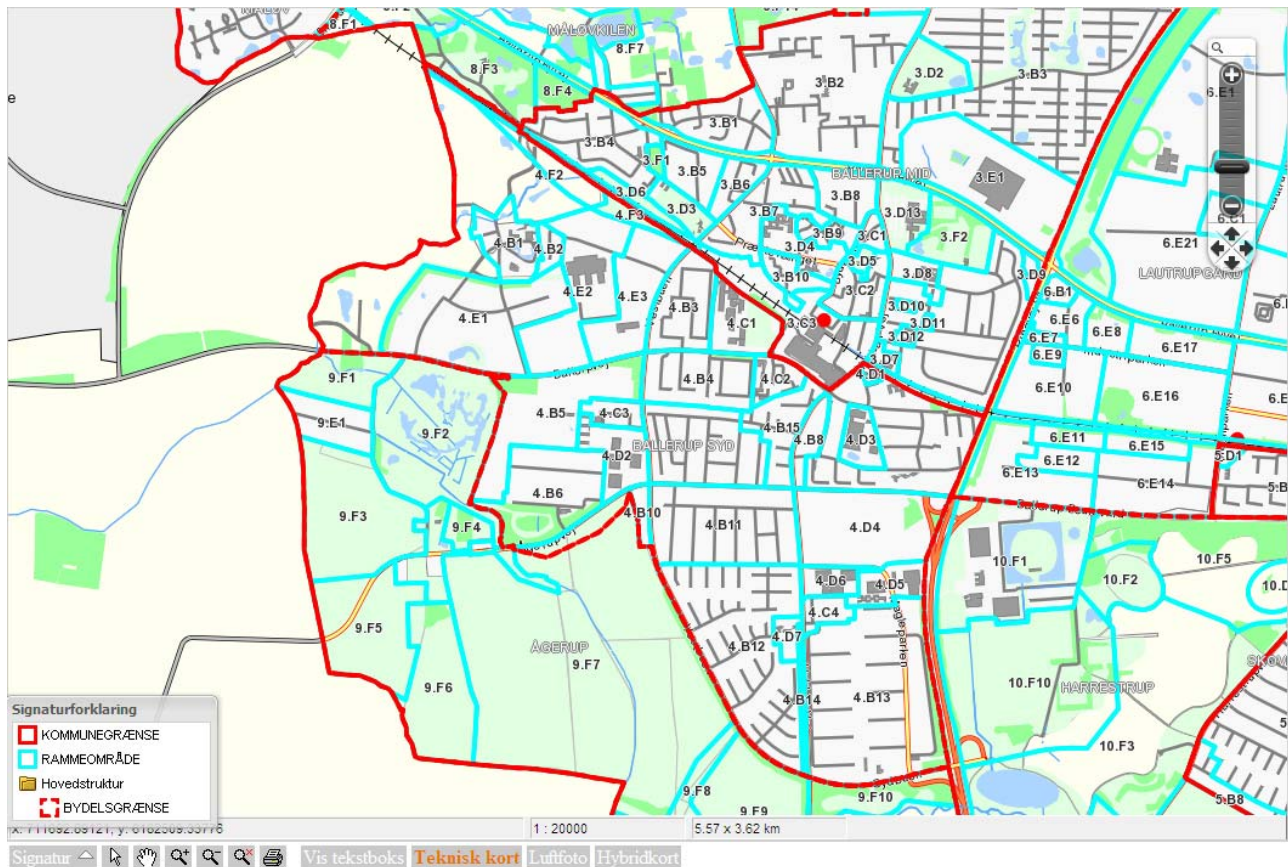 MÅLØV
8.F1
MÅLØVKILEN
8.F7
8.F3
8.F4
3.B2
3.D2
3.B3
6.E1
3.B1
3.B4
3.F1
3.B5
4.F2
3.D6
3.B6
BALLERUP MID
3.E1
3.B8
4.F3
3.D3
3.B7
3.D13
3.B9
3.C1
3.F2
6.C1
6.E21
4.B1
4.B2
3.D4
3.D5
LAUTRUPGÅRD
3.B10
3.D8
3.D9
4.E2
4.E3
3.C2
6.B1
4.B3
3.D10
4.E1
4.C1
3.C3
3.D11
6.E6
6.E8
3.D12
6.E7
6.E17
3.D7
6.E9
9.F1
4.B4
4.C2
4.D1
6.E10
6.E16
9.E1
9.F2
4.B5
4.C3
4.B15
4.B8
4.D3
6.E11
BALLERUP SYD
6.E15
4.D2
6.E12
5.D1
6.E13
4.B6
6.E14
5.B
9.F3
9.F4
4.B10
4.B11
4.D4
10.F1
10.F5
10.F2
4.D6
4.D5
10.D
4.C4
9.F5
Vegleparken
4.D7
ÅGERUP
4.B12
9.F7
9.F6
4.B14
4.B13
10.F10
HARRESTRUP
10.F3
9.F8
9.F9
9.F10
5.B8
Signaturforklaring
KOMMUNEGRÆNSE
RAMMEOMRÅDE
Hovedstruktur
BYDELSGRÆNSE
1 : 20000
5.57 x 3.62 km
Signatur
Vis tekstboks
Teknisk kort
Luftfoto
Hybridkort